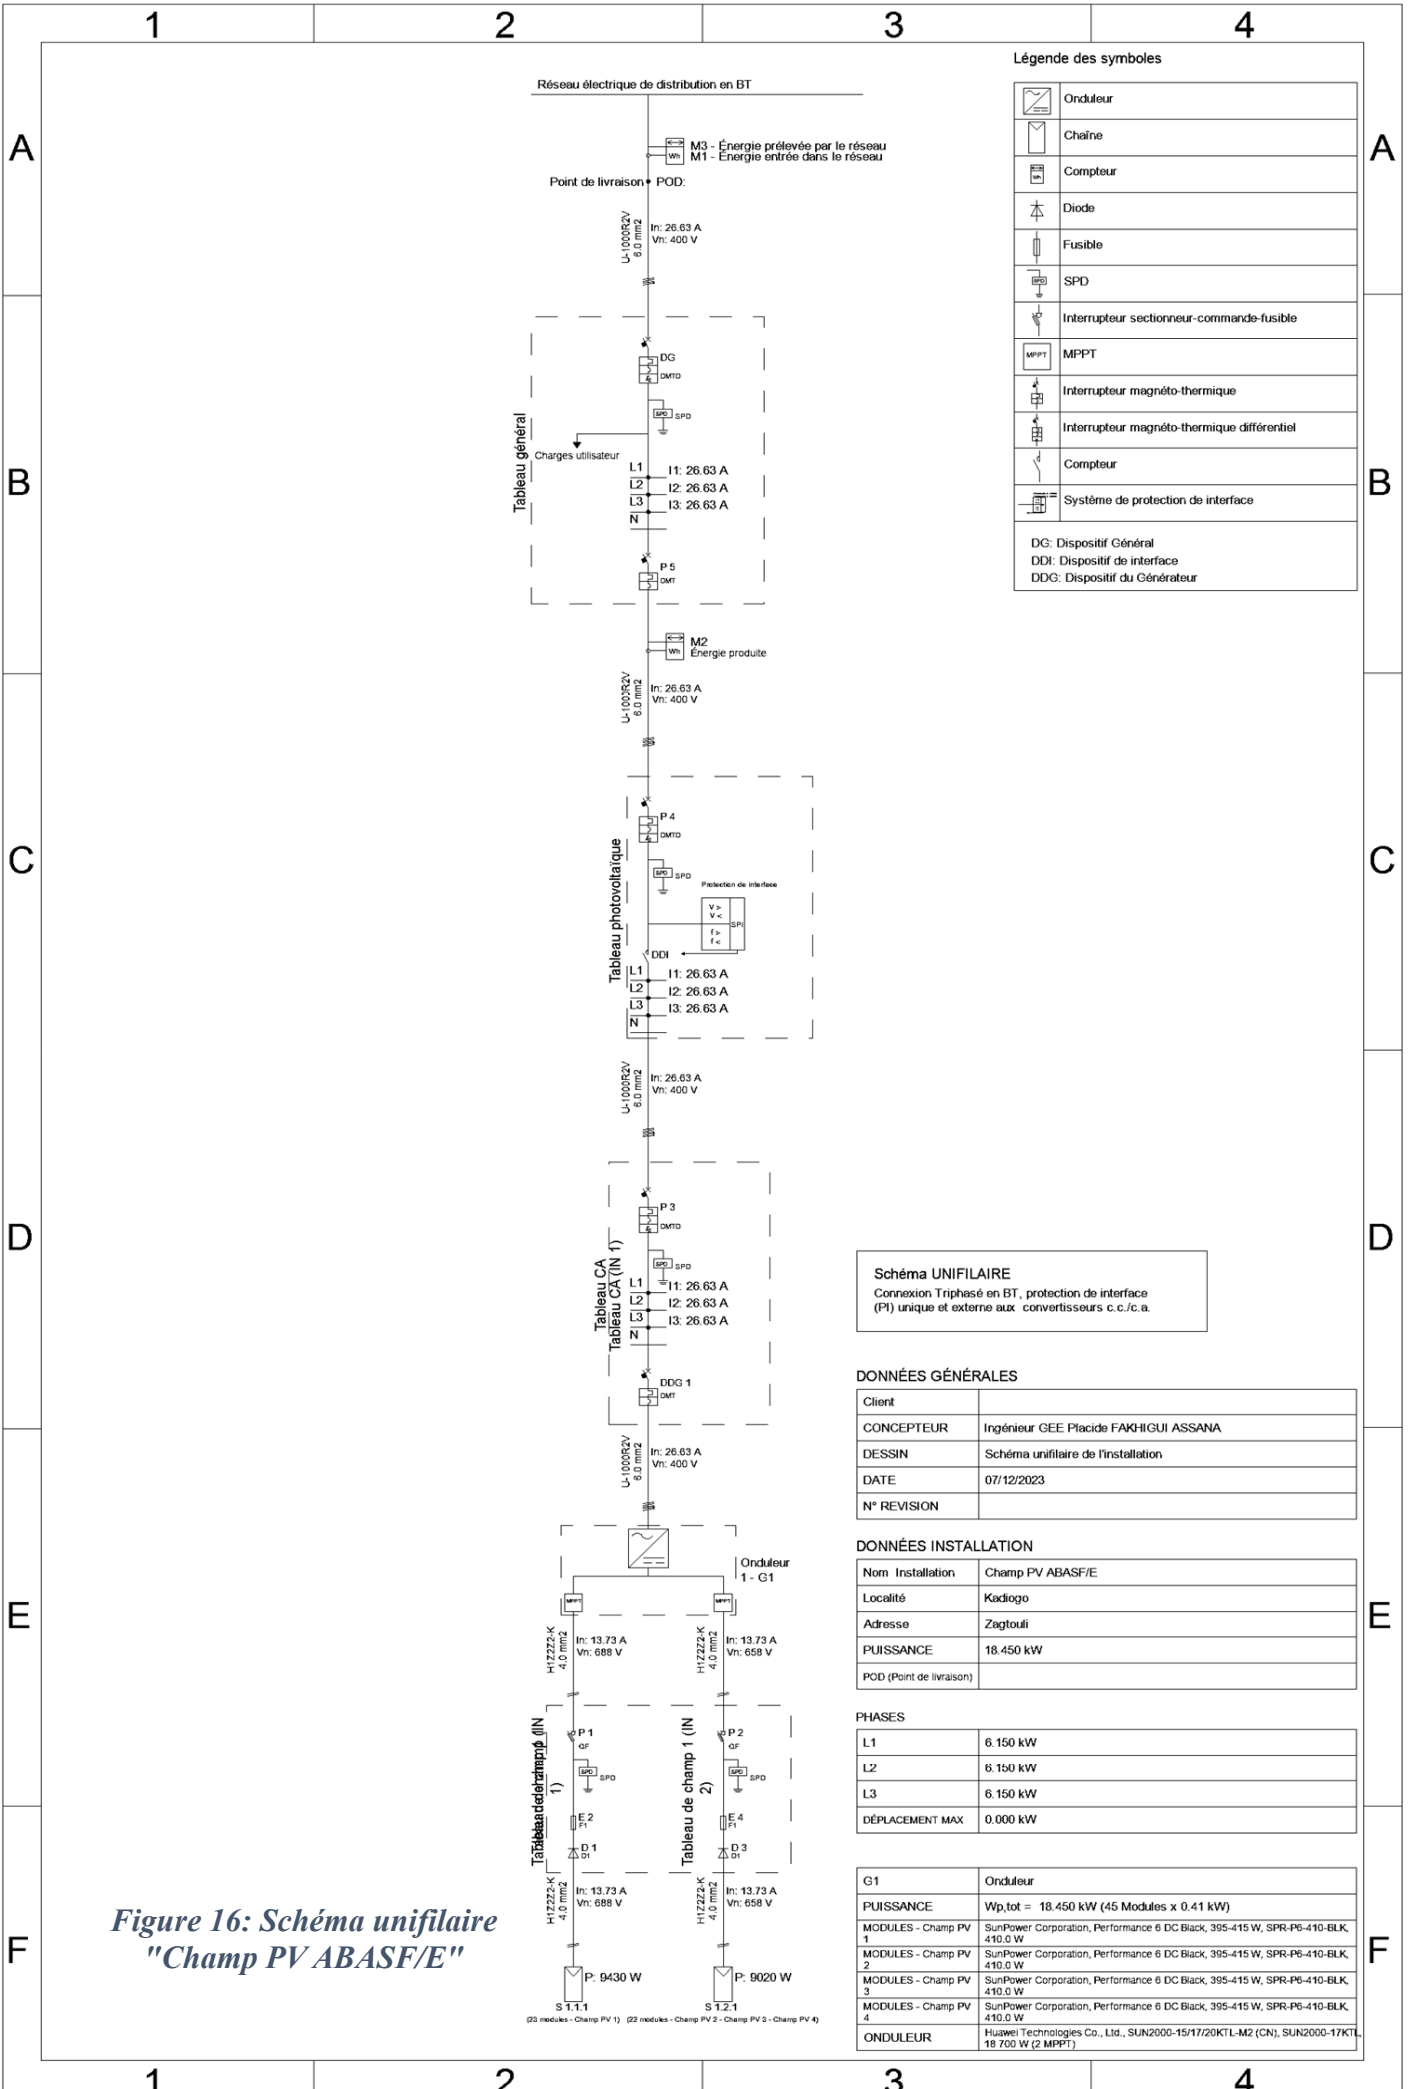 1
2
3
4
Légende des symboles
Réseau électrique de distribution en BT
Onduleur
Chaîne
A
A
M3 - Énergie prélevée par le réseau
Wh
M1 - Énergie entrée dans le réseau
Wh
Compteur
Point de livraison
POD:
Diode
U-1000R2V
6.0 mm2
In: 26.63 A
Vn: 400 V
Fusible
SPD
SPD
Interrupteur sectionneur-commande-fusible
MPPT
MPPT
DG
DMTD
Interrupteur magnéto-thermique
SPD
SPD
Interrupteur magnéto-thermique différentiel
Tableau général
Charges utilisateur
Compteur
B
B
L1
I1: 26.63 A
L2
I2: 26.63 A
L3
I3: 26.63 A
N
Système de protection de interface
DG: Dispositif Général
DDI: Dispositif de interface
DDG: Dispositif du Générateur
P 5
DMT
M2
Wh
Énergie produite
U-1000R2V
6.0 mm2
In: 26.63 A
Vn: 400 V
C
C
P 4
DMTD
SPD
SPD
Tableau photovoltaïque
Protection de interface
V >
V <
SPI
f >
f <
DDI
L1
I1: 26.63 A
L2
I2: 26.63 A
L3
I3: 26.63 A
N
U-1000R2V
6.0 mm2
In: 26.63 A
Vn: 400 V
D
D
P 3
DMTD
SPD
SPD
Tableau CA
Tableau CA (IN 1)
L1
I1: 26.63 A
L2
I2: 26.63 A
L3
I3: 26.63 A
N
Schéma UNIFILAIRE
Connexion Triphasé en BT, protection de interface
(PI) unique et externe aux convertisseurs c.c./c.a.
DDG 1
DMT
DONNÉES GÉNÉRALES
Client
CONCEPTEUR Ingénieur GEE Placide FAKHIGUI ASSANA
DESSIN Schéma unifilaire de l'installation
DATE 07/12/2023
N° REVISION
U-1000R2V
6.0 mm2
In: 26.63 A
Vn: 400 V
Onduleur
1 - G1
MPPT
MPPT
DONNÉES INSTALLATION
Nom Installation Champ PV ABASF/E
Localité Kadiogo
Adresse Zagtouli
PUISSANCE 18.450 kW
POD (Point de livraison)
E
E
H1Z2Z2-K
4.0 mm2
In: 13.73 A
Vn: 688 V
H1Z2Z2-K
4.0 mm2
In: 13.73 A
Vn: 658 V
PHASES
L1 6.150 kW
L2 6.150 kW
L3 6.150 kW
DÉPLACEMENT MAX 0.000 kW
Tableau de champ 1 (IN
1)
P 1
QF
SPD
SPD
E 2
F1
D 1
D1
Tableau de champ 1 (IN
2)
P 2
QF
SPD
SPD
E 4
F1
D 3
D1
H1Z2Z2-K
4.0 mm2
In: 13.73 A
Vn: 688 V
H1Z2Z2-K
4.0 mm2
In: 13.73 A
Vn: 658 V
G1 Onduleur
PUISSANCE Wp,tot = 18.450 kW (45 Modules x 0.41 kW)
MODULES - Champ PV
1
SunPower Corporation, Performance 6 DC Black, 395-415 W, SPR-P6-410-BLK,
410.0 W
MODULES - Champ PV
2
SunPower Corporation, Performance 6 DC Black, 395-415 W, SPR-P6-410-BLK,
410.0 W
MODULES - Champ PV
3
SunPower Corporation, Performance 6 DC Black, 395-415 W, SPR-P6-410-BLK,
410.0 W
MODULES - Champ PV
4
SunPower Corporation, Performance 6 DC Black, 395-415 W, SPR-P6-410-BLK,
410.0 W
ONDULEUR
Huawei Technologies Co., Ltd., SUN2000-15/17/20KTL-M2 (CN), SUN2000-17KTL,
18 700 W (2 MPPT)
Figure 16: Schéma unifilaire
"Champ PV ABASF/E"
F
F
P: 9430 W
S 1.1.1
(23 modules - Champ PV 1)
P: 9020 W
S 1.2.1
(22 modules - Champ PV 2 - Champ PV 3 - Champ PV 4)
1
2
3
4